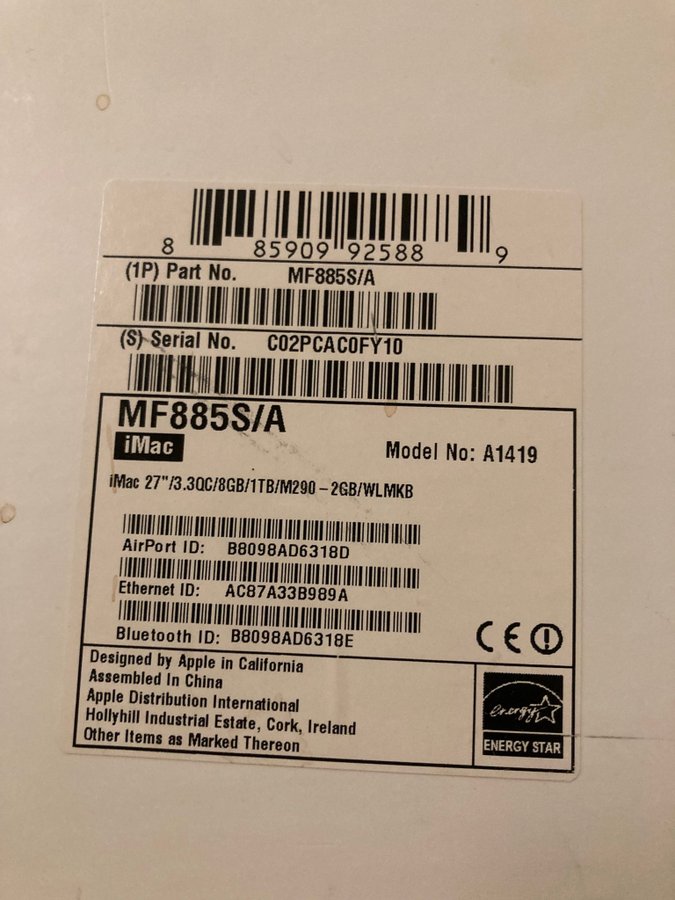 8 85909 92588 9
(1P) Part No. MF885S/A
(S) Serial No. C02PCAC0FY10
MF885S/A
iMac
Model No: A1419
iMac 27"/3.3QC/8GB/1TB/M290–2GB/WLMKB
AirPort ID: B8098AD6318D
Ethernet ID: AC87A33B989A
Bluetooth ID: B8098AD6318E
CE
Designed by Apple in California
Assembled In China
Apple Distribution International
Hollyhill Industrial Estate, Cork, Ireland
Other Items as Marked Thereon
energy
ENERGY STAR